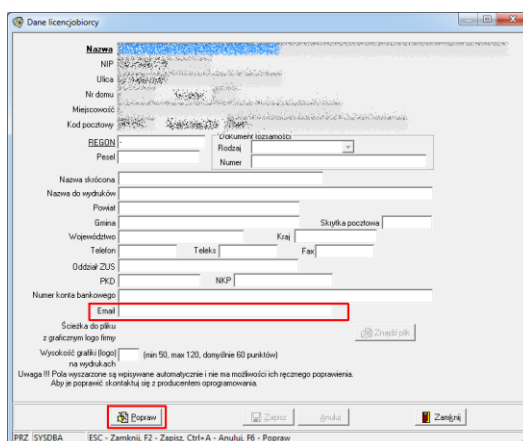 Dane licencjobiorcy
Nazwa
NIP
Ulica
Nr domu
Miejscowość
Kod pocztowy
REGON -
Dokument tożsamości
Rodzaj
Pesel
Numer
Nazwa skrócona
Nazwa do wydruków
Powiat
Gmina Skrytka pocztowa
Województwo Kraj
Telefon Teleks Fax
Oddział ZUS
PKD NKP
Numer konta bankowego
Email
Ścieżka do pliku
z graficznym logo firmy Znajdź plik
Wysokość grafiki (logo) (min 50, max 120, domyślnie 60 punktów)
na wydrukach
Uwaga !!! Pola wyszarzone są wpisywane automatycznie i nie ma możliwości ich ręcznego poprawienia.
Aby je poprawić skontaktuj się z producentem oprogramowania.
Popraw Zapisz Anuluj Zamknij
PRZ SYSDBA ESC - Zamknij, F2 - Zapisz, Ctrl+A - Anuluj, F6 - Popraw